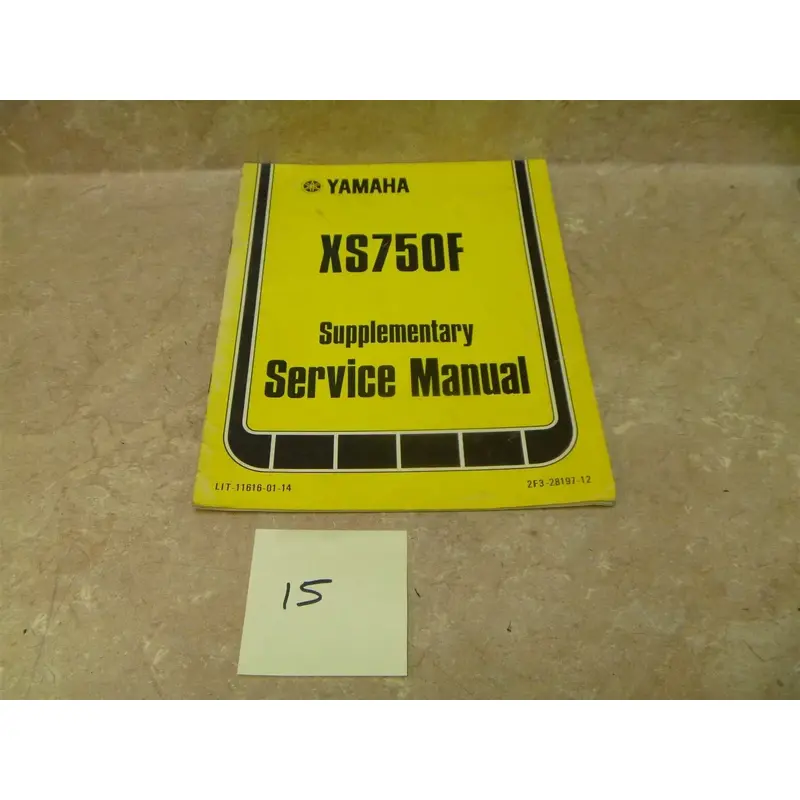 YAMAHA
XS750F
Supplementary
Service Manual
LIT-11616-01-14
2F3-28197-12
15